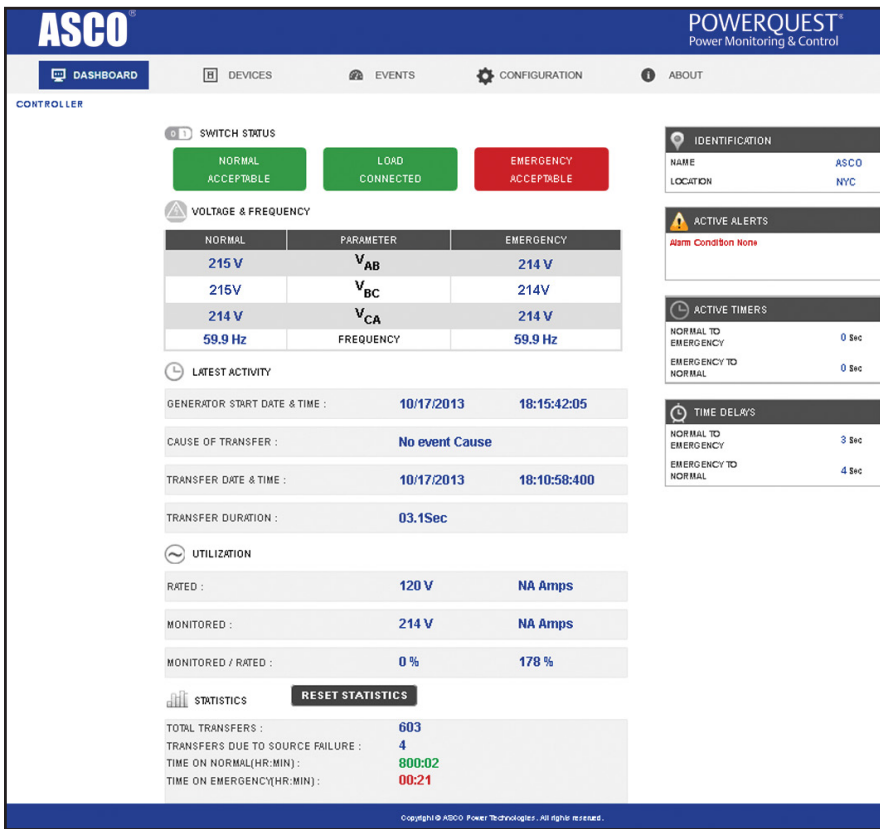 ASCO®
POWERQUEST®
Power Monitoring & Control
DASHBOARD
DEVICES
EVENTS
CONFIGURATION
ABOUT
CONTROLLER
0 1 SWITCH STATUS
NORMAL
ACCEPTABLE
LOAD
CONNECTED
EMERGENCY
ACCEPTABLE
VOLTAGE & FREQUENCY
NORMAL PARAMETER EMERGENCY
215 V VAB 214 V
215V VBC 214V
214 V VCA 214 V
59.9 Hz FREQUENCY 59.9 Hz
LATEST ACTIVITY
GENERATOR START DATE & TIME : 10/17/2013 18:15:42:05
CAUSE OF TRANSFER : No event Cause
TRANSFER DATE & TIME : 10/17/2013 18:10:58:400
TRANSFER DURATION : 03.1Sec
UTILIZATION
RATED : 120 V NA Amps
MONITORED : 214 V NA Amps
MONITORED / RATED : 0 % 178 %
STATISTICS RESET STATISTICS
TOTAL TRANSFERS : 603
TRANSFERS DUE TO SOURCE FAILURE : 4
TIME ON NORMAL(HR:MIN) : 800:02
TIME ON EMERGENCY(HR:MIN) : 00:21
IDENTIFICATION
NAME ASCO
LOCATION NYC
ACTIVE ALERTS
Alarm Condition None
ACTIVE TIMERS
NORMAL TO
EMERGENCY 0 Sec
EMERGENCY TO
NORMAL 0 Sec
TIME DELAYS
NORMAL TO
EMERGENCY 3 Sec
EMERGENCY TO
NORMAL 4 Sec
Copyright © ASCO Power Technologies. All rights reserved.